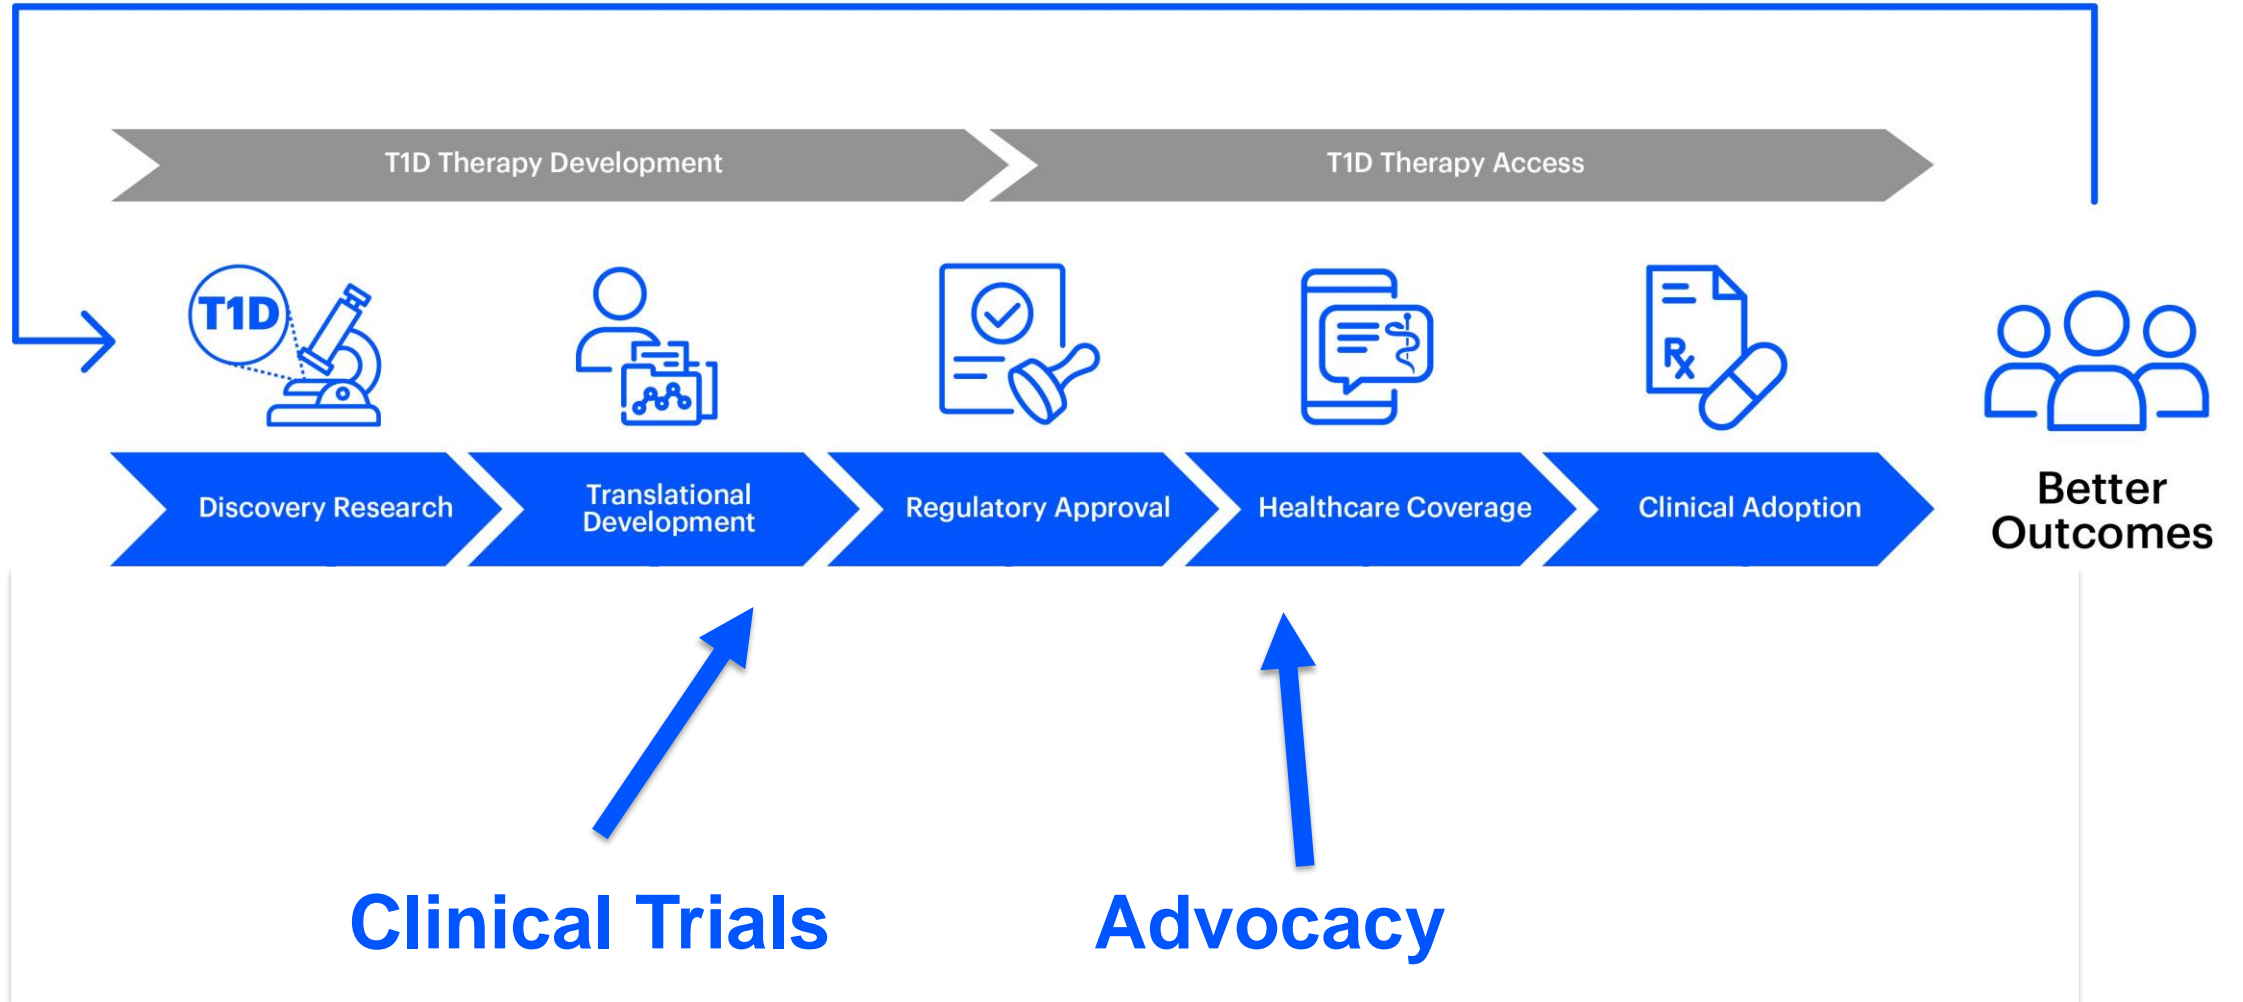 T1D Therapy Development
T1D Therapy Access
T1D
Rx
Discovery Research
Translational
Development
Regulatory Approval
Healthcare Coverage
Clinical Adoption
Better
Outcomes
Clinical Trials
Advocacy